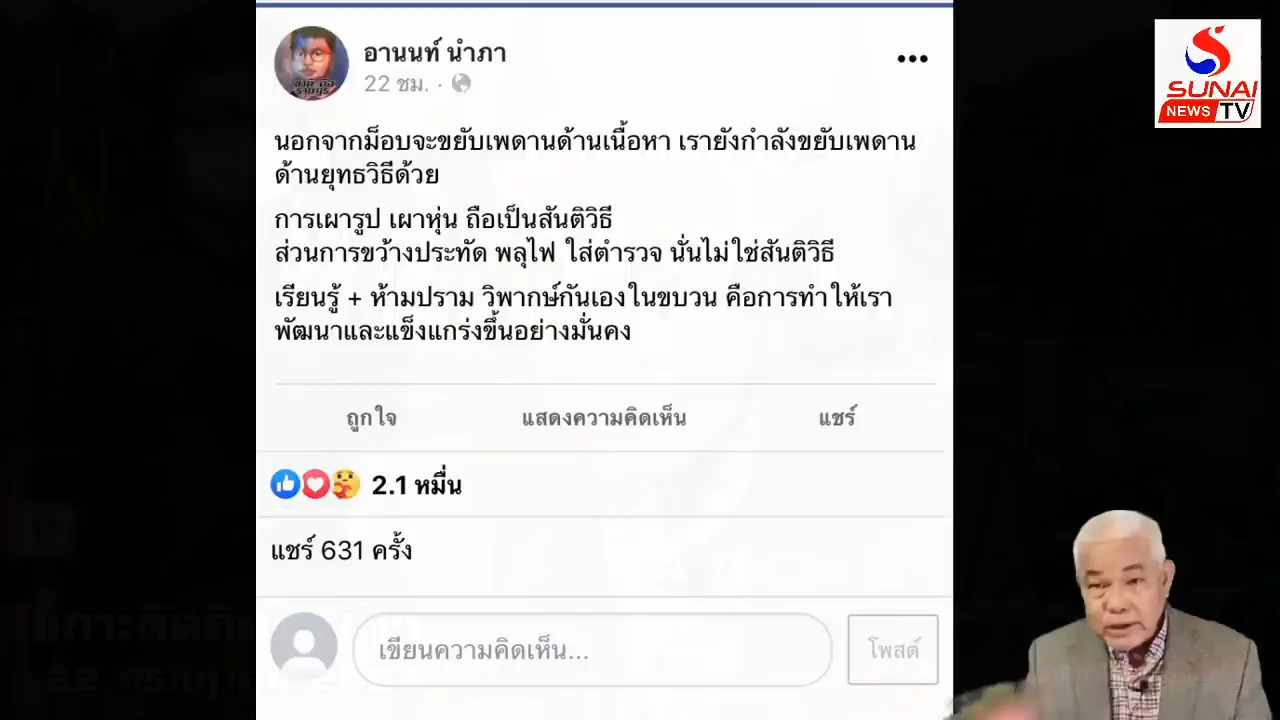 อานนท์ นำภา
22 ชม. ·
นอกจากม็อบจะขยับเพดานด้านเนื้อหา เรายังกำลังขยับเพดาน
ด้านยุทธวิธีด้วย
การเผารูป เผาหุ่น ถือเป็นสันติวิธี
ส่วนการขว้างประทัด พลุไฟ ใส่ตำรวจ นั่นไม่ใช่สันติวิธี
เรียนรู้ + ห้ามปราม วิพากษ์กันเองในขบวน คือการทำให้เรา
พัฒนาและแข็งแกร่งขึ้นอย่างมั่นคง
ถูกใจ แสดงความคิดเห็น แชร์
2.1 หมื่น
แชร์ 631 ครั้ง
เขียนความคิดเห็น... โพสต์
SUNAI
NEWS TV